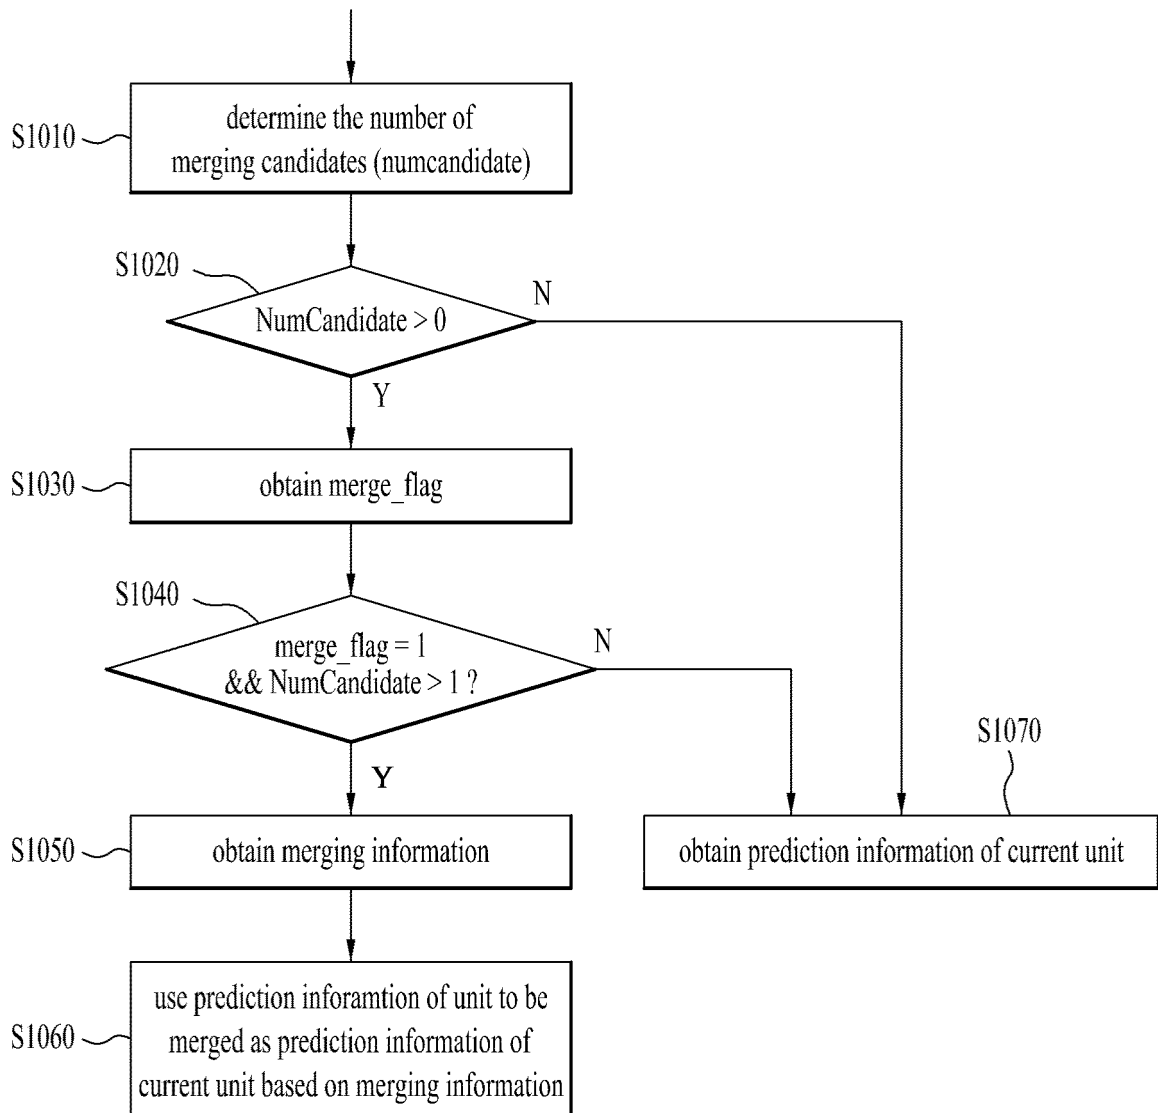 S1010
determine the number of
merging candidates (numcandidate)
S1020
NumCandidate > 0
N
Y
S1030
obtain merge_flag
S1040
merge_flag = 1
&& NumCandidate > 1 ?
N
Y
S1070
S1050
obtain merging information
obtain prediction information of current unit
S1060
use prediction inforamtion of unit to be
merged as prediction information of
current unit based on merging information